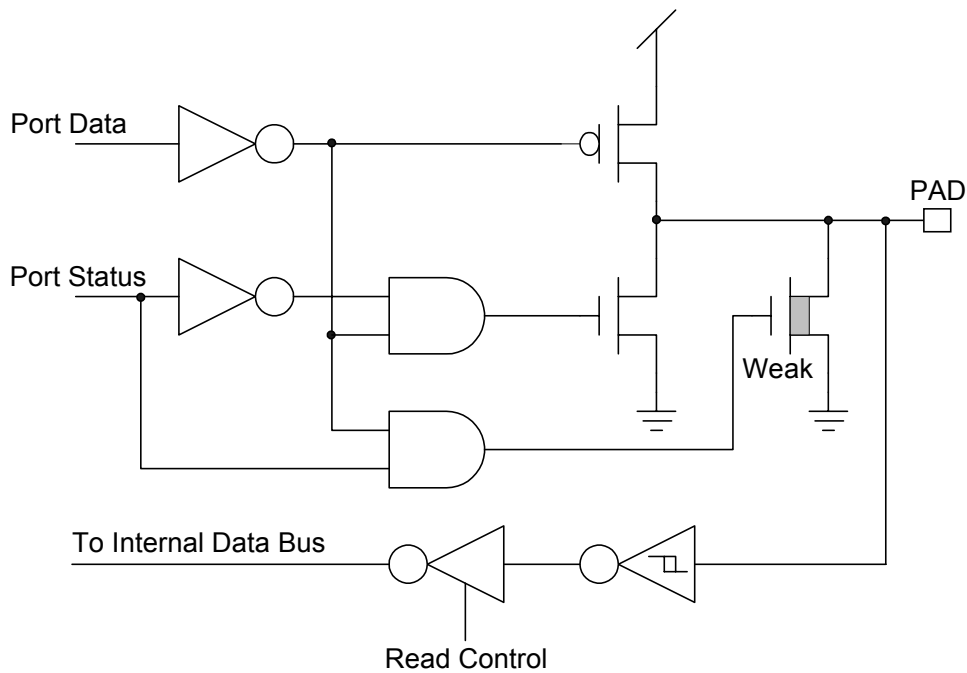 Port Data
PAD
Port Status
Weak
To Internal Data Bus
Read Control